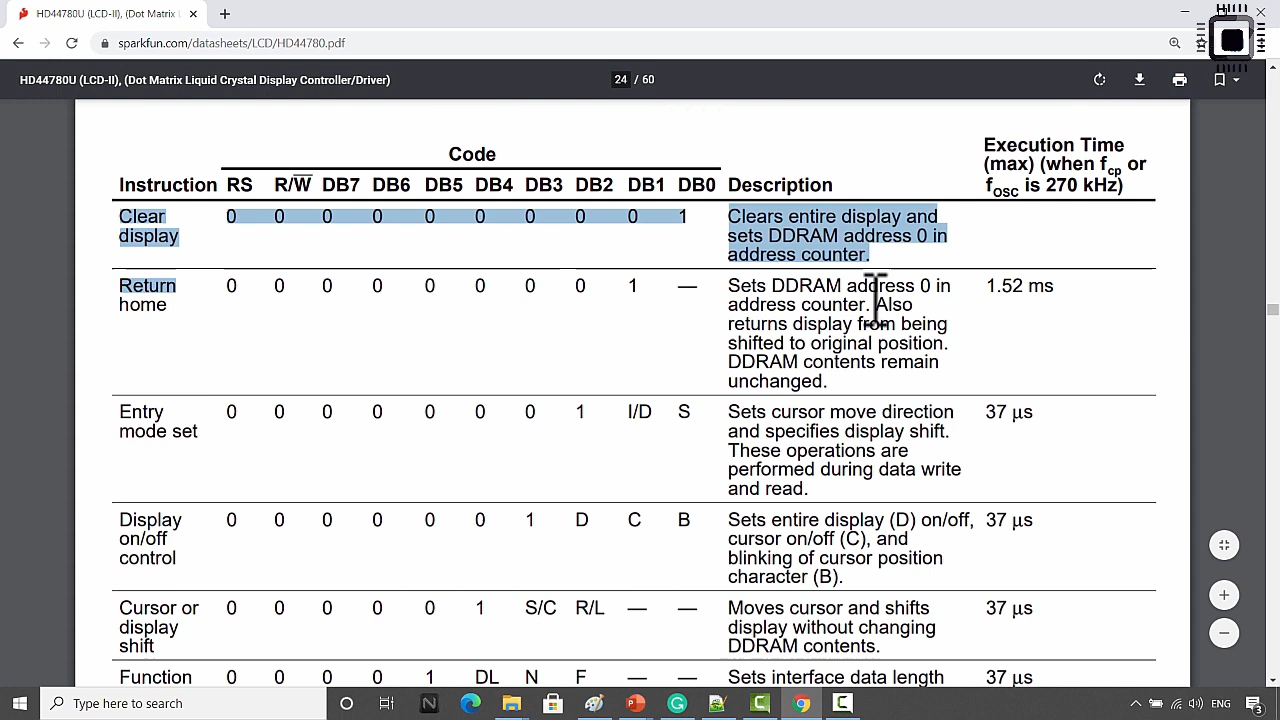 HD44780U (LCD-II), (Dot Matrix L
sparkfun.com/datasheets/LCD/HD44780.pdf
HD44780U (LCD-II), (Dot Matrix Liquid Crystal Display Controller/Driver)
24 / 60
Code
Execution Time (max) (when fcp or fOSC is 270 kHz)
Instruction RS R/W̅ DB7 DB6 DB5 DB4 DB3 DB2 DB1 DB0 Description
Clear 0 0 0 0 0 0 0 0 0 1 Clears entire display and
display sets DDRAM address 0 in
address counter.
Return 0 0 0 0 0 0 0 0 1 — Sets DDRAM address 0 in 1.52 ms
home address counter. Also
returns display from being
shifted to original position.
DDRAM contents remain
unchanged.
Entry 0 0 0 0 0 0 0 1 I/D S Sets cursor move direction 37 µs
mode set and specifies display shift.
These operations are
performed during data write
and read.
Display 0 0 0 0 0 0 1 D C B Sets entire display (D) on/off, 37 µs
on/off cursor on/off (C), and
control blinking of cursor position
character (B).
Cursor or 0 0 0 0 0 1 S/C R/L — — Moves cursor and shifts 37 µs
display display without changing
shift DDRAM contents.
Function 0 0 0 0 1 DL N F — — Sets interface data length 37 µs
Type here to search
ENG
3